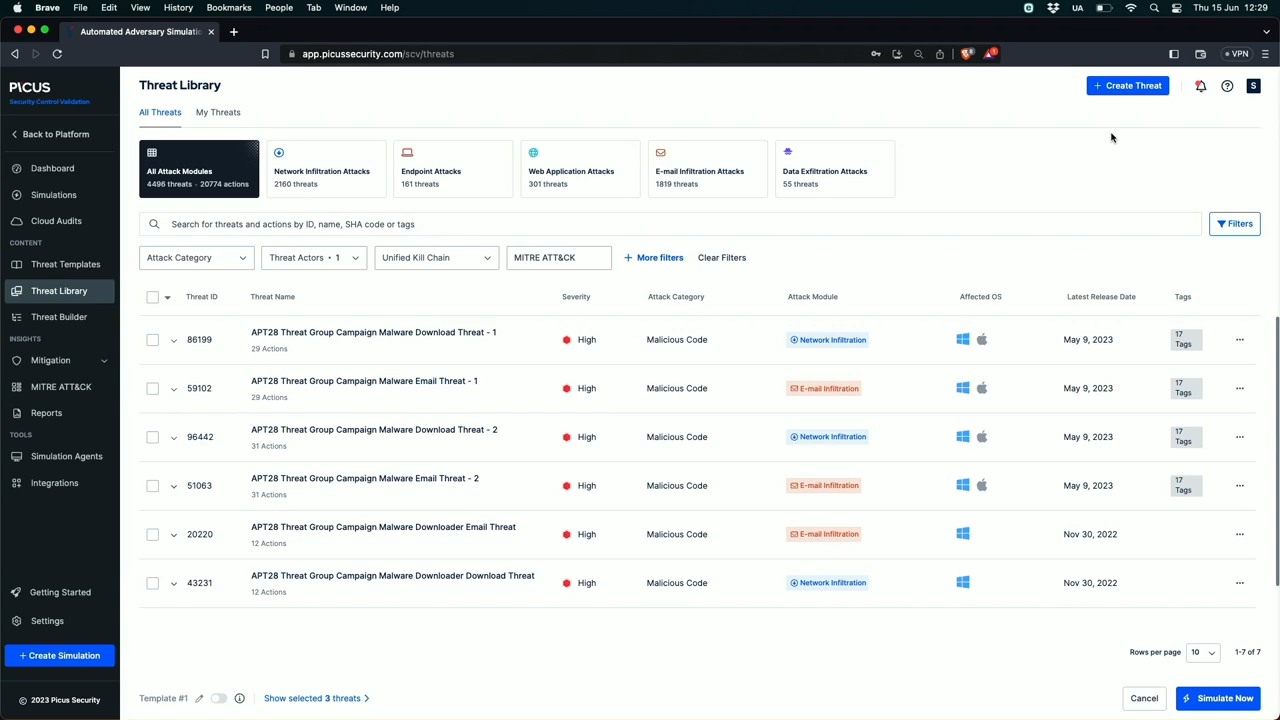 Brave File Edit View History Bookmarks People Tab Window Help UA Thu 15 Jun 12:29
Automated Adversary Simulatio
app.picussecurity.com/scv/threats VPN
PICUS
Security Control Validation
Back to Platform
Dashboard
Simulations
Cloud Audits
CONTENT
Threat Templates
Threat Library
Threat Builder
INSIGHTS
Mitigation
MITRE ATT&CK
Reports
TOOLS
Simulation Agents
Integrations
Getting Started
Settings
+ Create Simulation
© 2023 Picus Security
Threat Library
+ Create Threat
S
All Threats My Threats
All Attack Modules
4496 threats · 20774 actions
Network Infiltration Attacks
2160 threats
Endpoint Attacks
161 threats
Web Application Attacks
301 threats
E-mail Infiltration Attacks
1819 threats
Data Exfiltration Attacks
55 threats
Search for threats and actions by ID, name, SHA code or tags
Filters
Attack Category Threat Actors • 1 Unified Kill Chain MITRE ATT&CK + More filters Clear Filters
Threat ID Threat Name Severity Attack Category Attack Module Affected OS Latest Release Date Tags
86199 APT28 Threat Group Campaign Malware Download Threat - 1 High Malicious Code Network Infiltration May 9, 2023 17 Tags
29 Actions
59102 APT28 Threat Group Campaign Malware Email Threat - 1 High Malicious Code E-mail Infiltration May 9, 2023 17 Tags
29 Actions
96442 APT28 Threat Group Campaign Malware Download Threat - 2 High Malicious Code Network Infiltration May 9, 2023 17 Tags
31 Actions
51063 APT28 Threat Group Campaign Malware Email Threat - 2 High Malicious Code E-mail Infiltration May 9, 2023 17 Tags
31 Actions
20220 APT28 Threat Group Campaign Malware Downloader Email Threat High Malicious Code E-mail Infiltration Nov 30, 2022
12 Actions
43231 APT28 Threat Group Campaign Malware Downloader Download Threat High Malicious Code Network Infiltration Nov 30, 2022
12 Actions
Rows per page 10 1-7 of 7
Template #1 Show selected 3 threats
Cancel Simulate Now